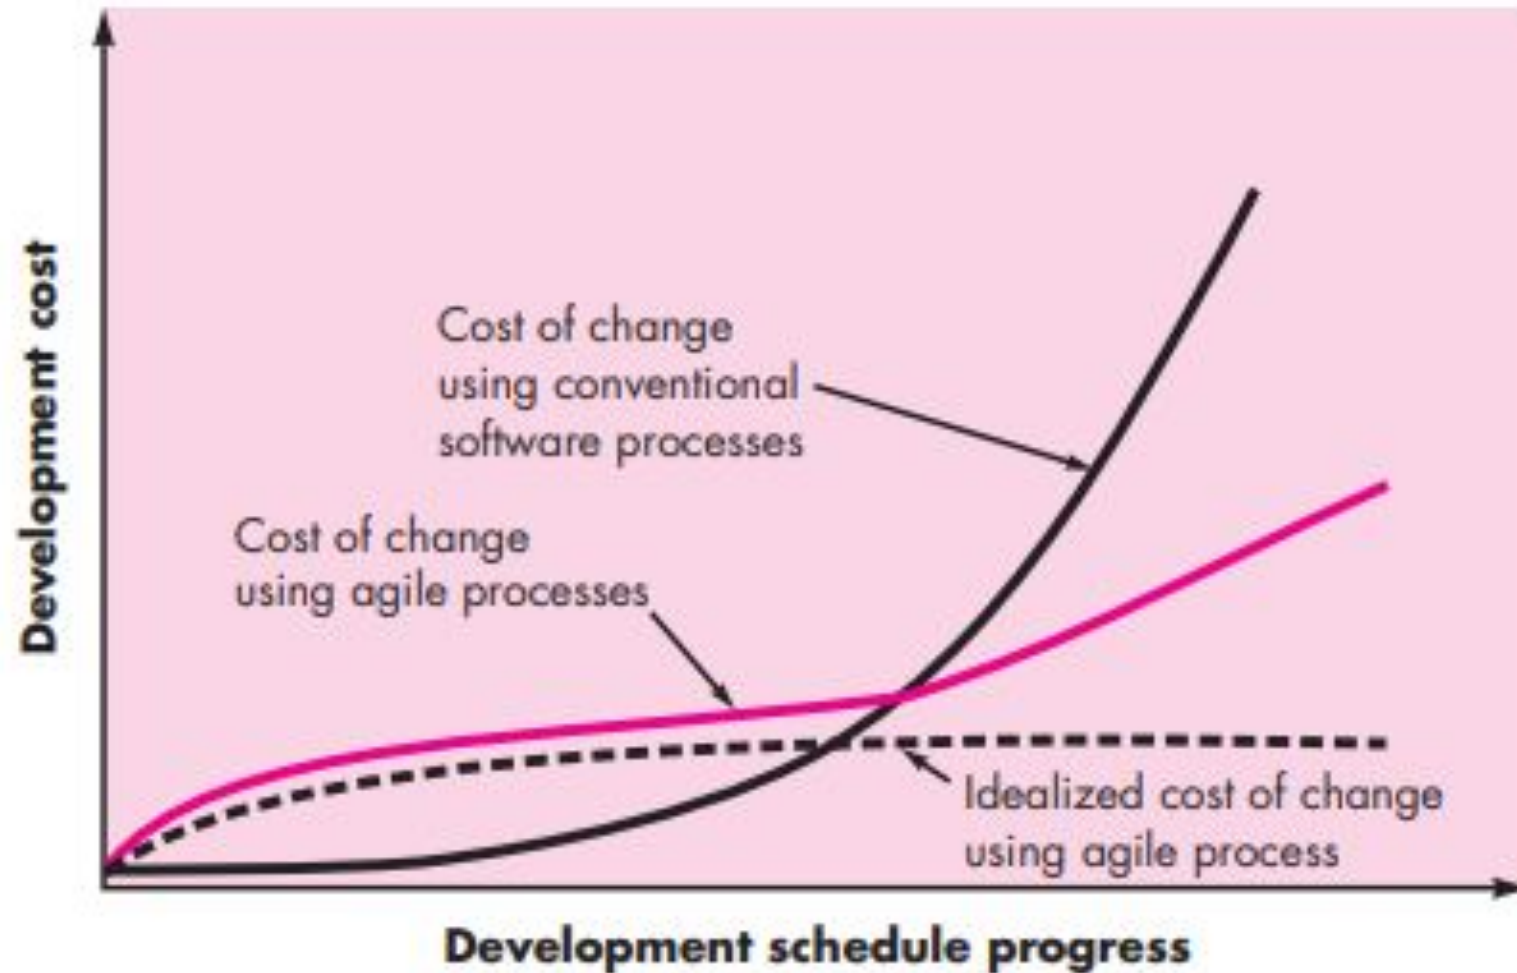 Development cost
Cost of change
using conventional
software processes
Cost of change
using agile processes
Idealized cost of change
using agile process
Development schedule progress